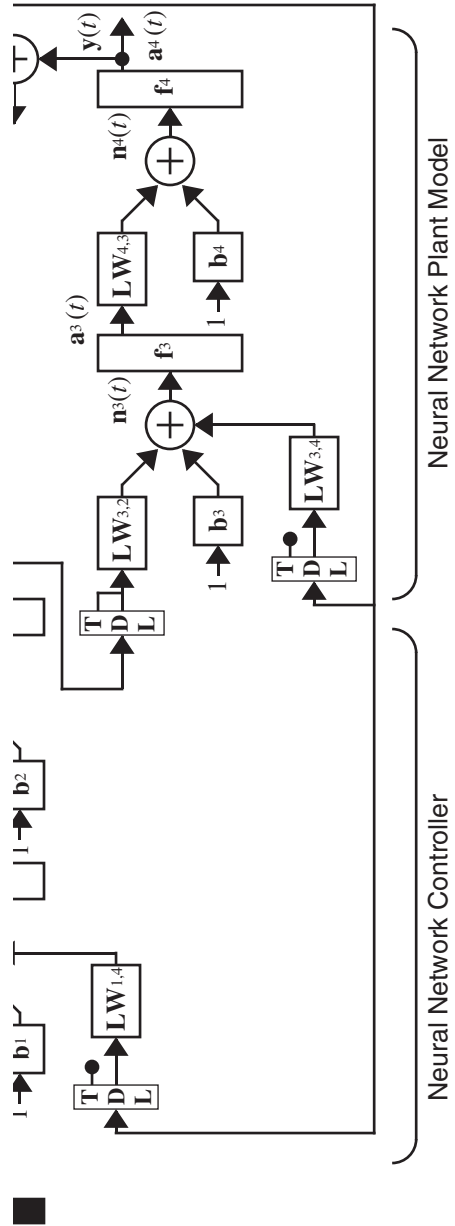 y(t)
a⁴(t)
f⁴
n⁴(t)
LW4,3
b⁴
1
a³(t)
f³
n³(t)
LW3,2
b³
1
T
D
L
LW3,4
T
D
L
b²
1
LW1,4
T
D
L
b¹
1
Neural Network Controller
Neural Network Plant Model